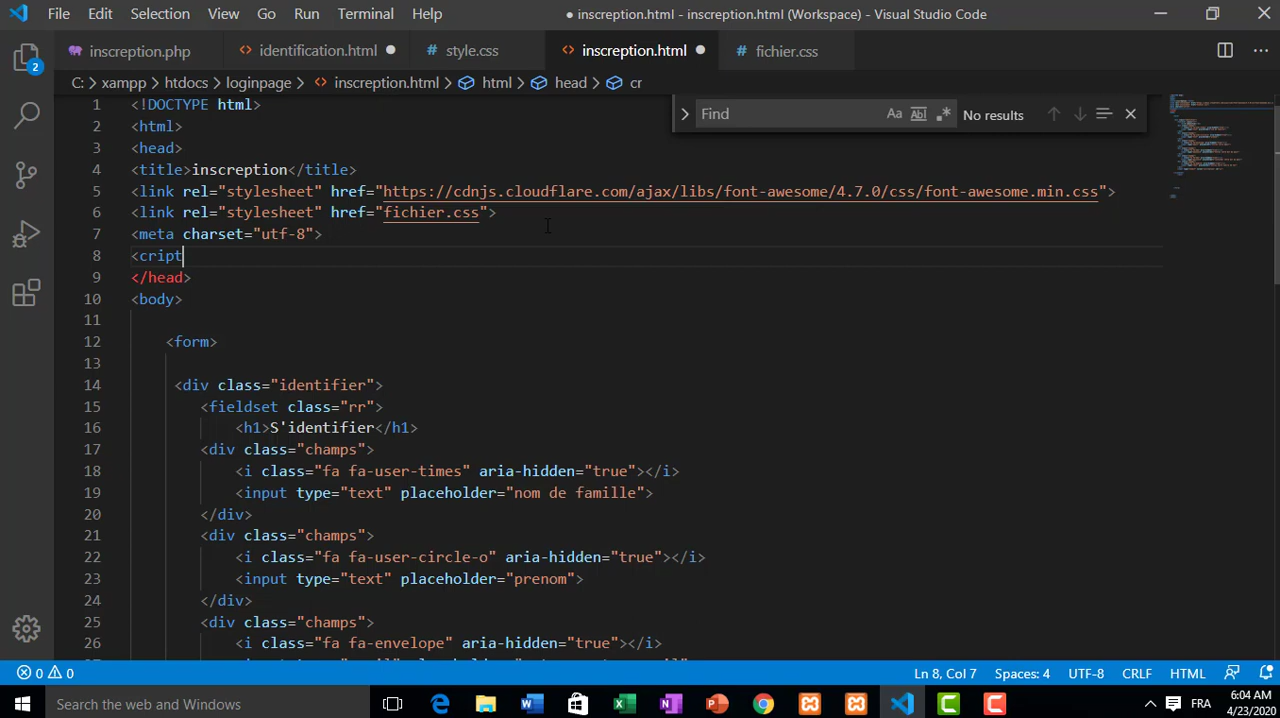 File Edit Selection View Go Run Terminal Help ● inscreption.html - inscreption.html (Workspace) - Visual Studio Code
inscreption.php <> identification.html ● # style.css <> inscreption.html ● # fichier.css
C: > xampp > htdocs > loginpage > <> inscreption.html > html > head > cr
Find Aa Abl .* No results
2
1 <!DOCTYPE html>
2 <html>
3 <head>
4 <title>inscreption</title>
5 <link rel="stylesheet" href="https://cdnjs.cloudflare.com/ajax/libs/font-awesome/4.7.0/css/font-awesome.min.css">
6 <link rel="stylesheet" href="fichier.css">
7 <meta charset="utf-8">
8 <cript
9 </head>
10 <body>
11
12 <form>
13
14 <div class="identifier">
15 <fieldset class="rr">
16 <h1>S'identifier</h1>
17 <div class="champs">
18 <i class="fa fa-user-times" aria-hidden="true"></i>
19 <input type="text" placeholder="nom de famille">
20 </div>
21 <div class="champs">
22 <i class="fa fa-user-circle-o" aria-hidden="true"></i>
23 <input type="text" placeholder="prenom">
24 </div>
25 <div class="champs">
26 <i class="fa fa-envelope" aria-hidden="true"></i>
0 0 Ln 8, Col 7 Spaces: 4 UTF-8 CRLF HTML
Search the Web and Windows FRA 6:04 AM
4/23/2020